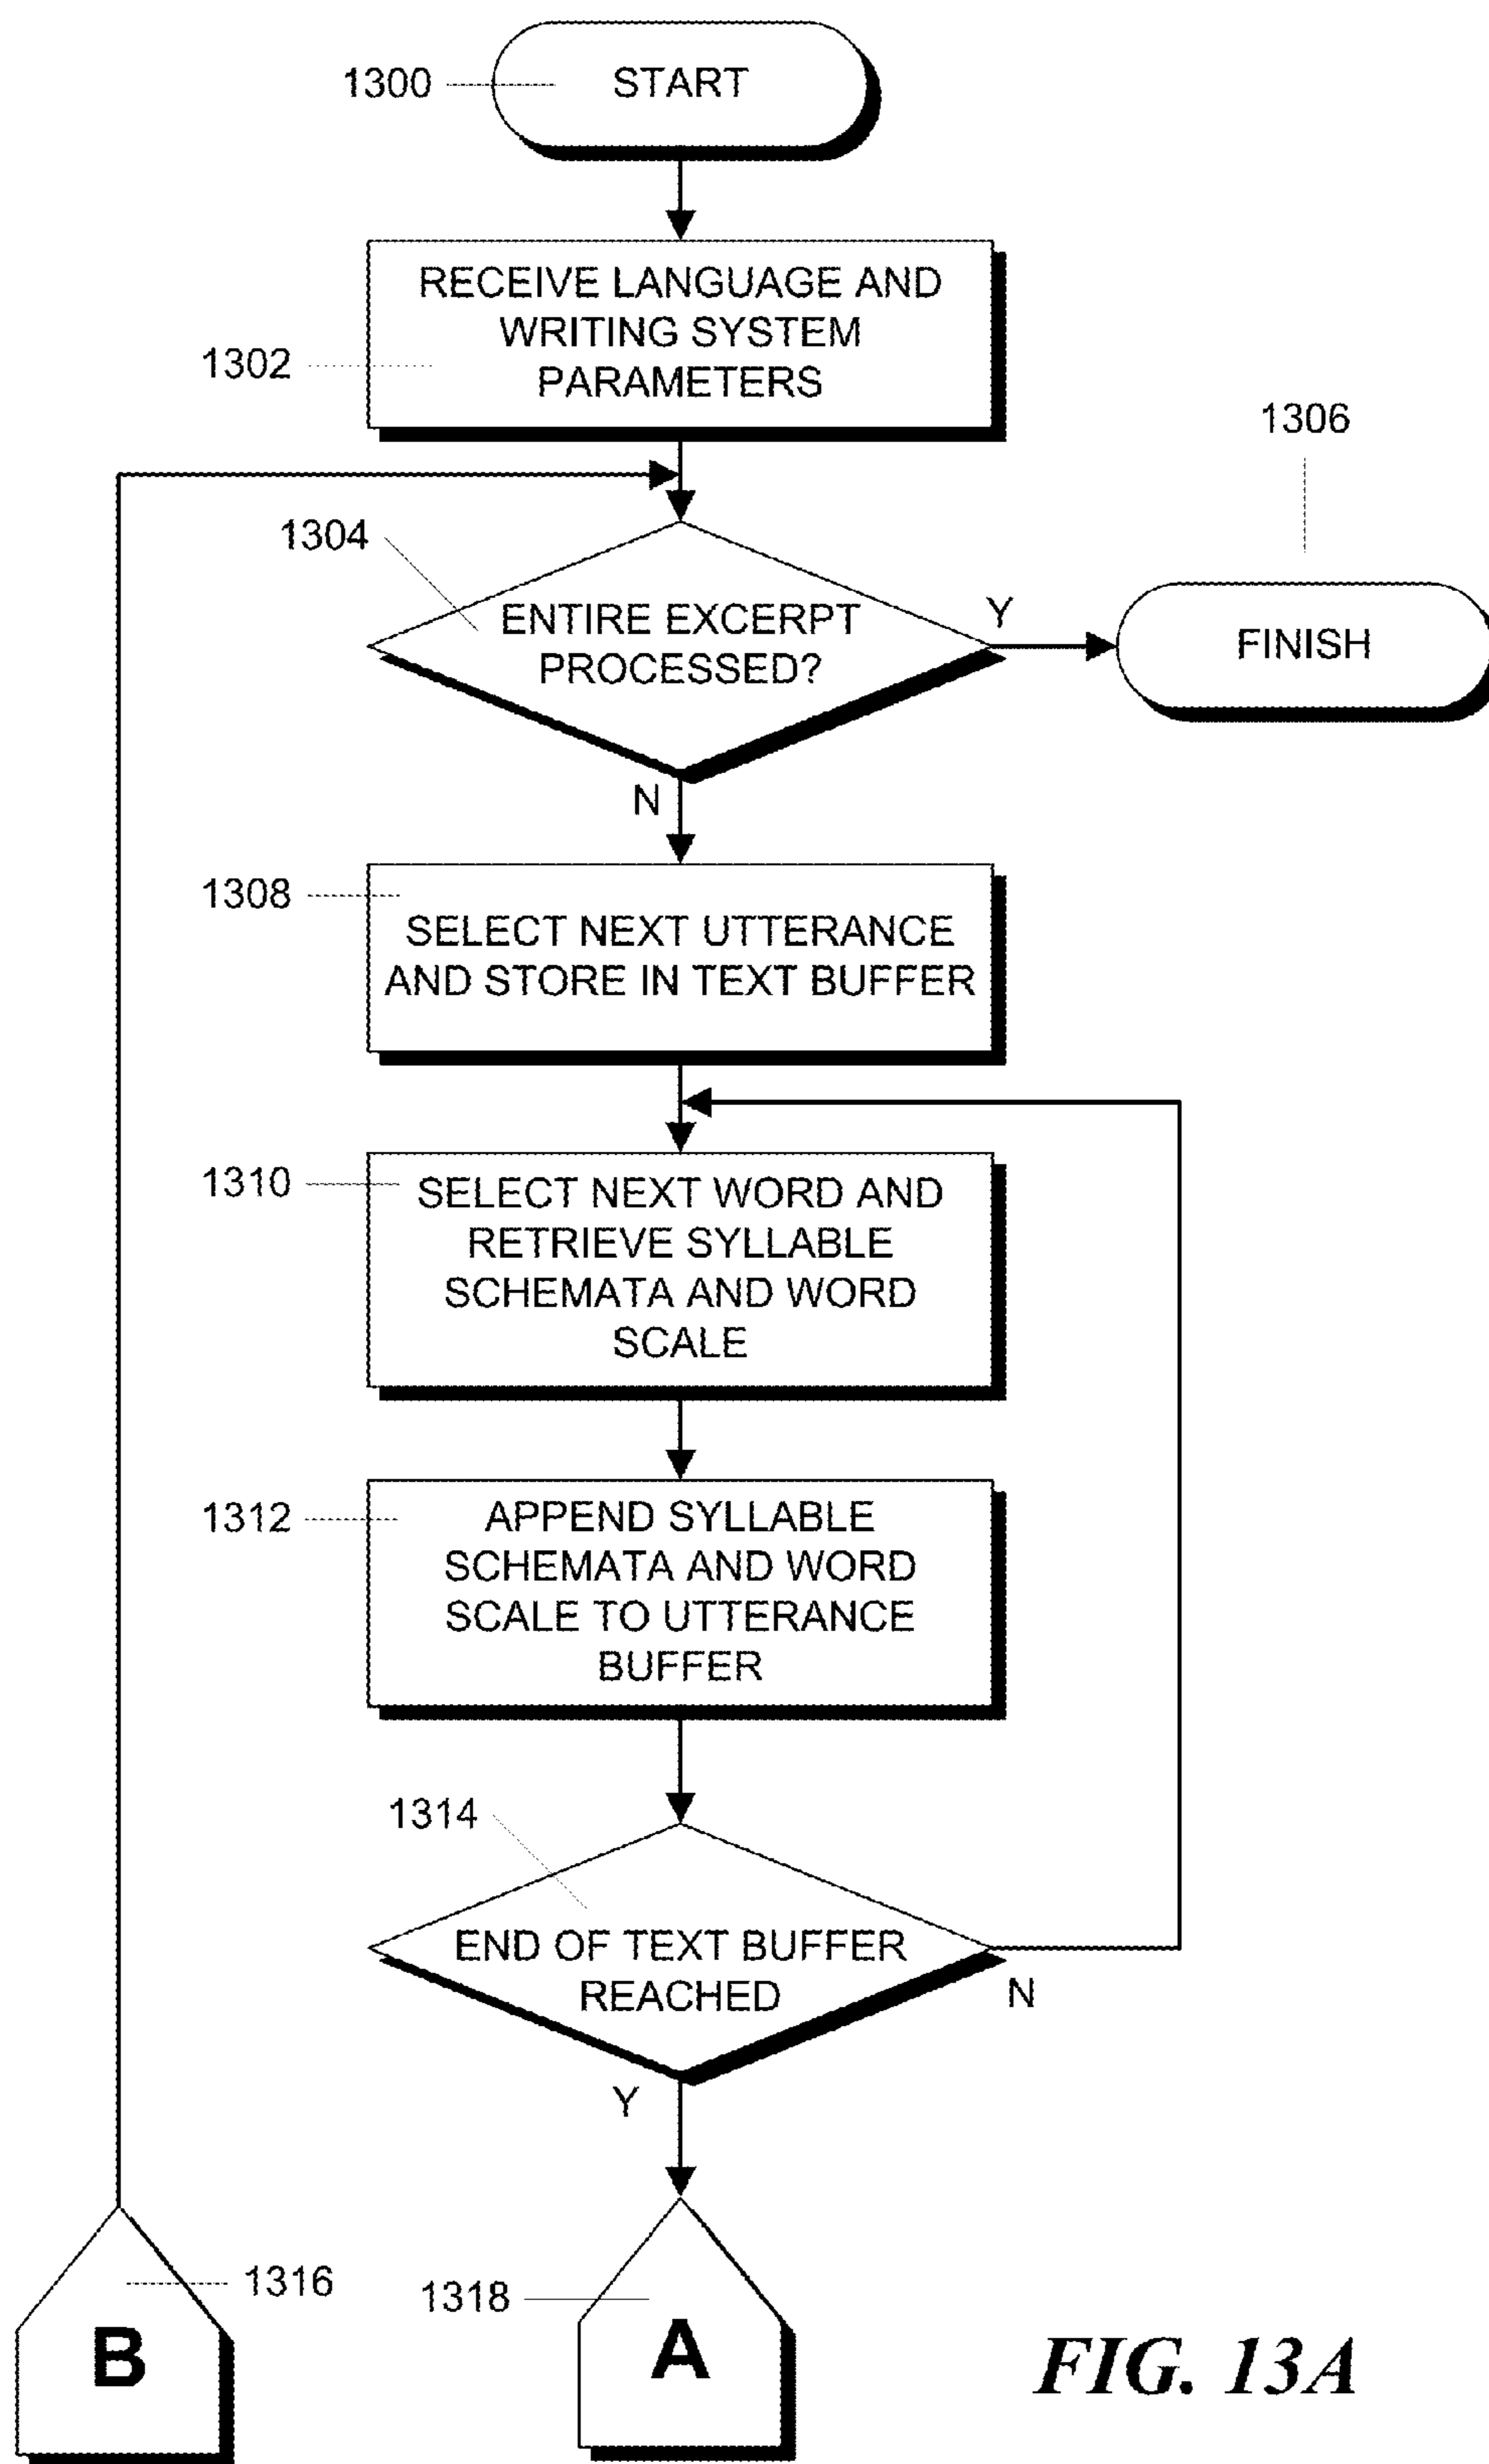 1300
START
1302
RECEIVE LANGUAGE AND
WRITING SYSTEM
PARAMETERS
1306
1304
ENTIRE EXCERPT
PROCESSED?
Y
FINISH
N
1308
SELECT NEXT UTTERANCE
AND STORE IN TEXT BUFFER
1310
SELECT NEXT WORD AND
RETRIEVE SYLLABLE
SCHEMATA AND WORD
SCALE
1312
APPEND SYLLABLE
SCHEMATA AND WORD
SCALE TO UTTERANCE
BUFFER
1314
END OF TEXT BUFFER
REACHED
N
Y
1316
B
1318
A
FIG. 13A